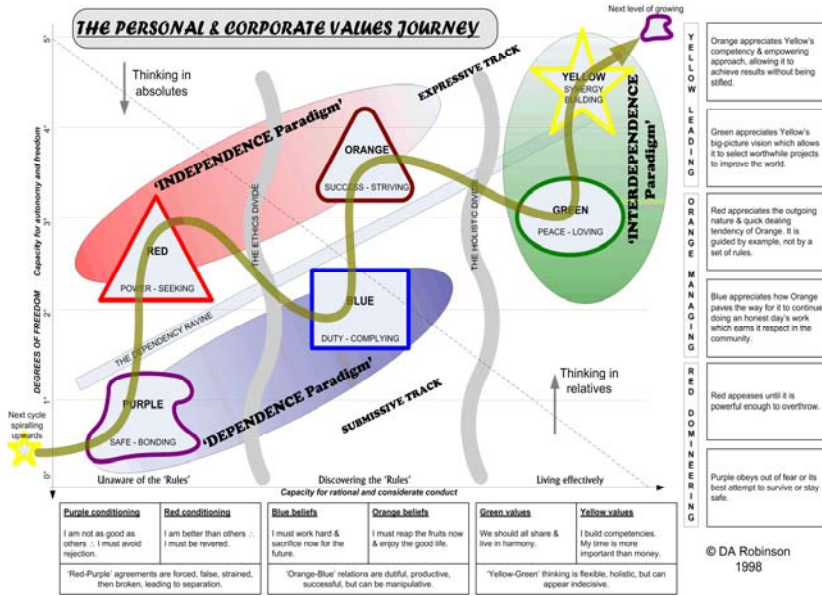 THE PERSONAL & CORPORATE VALUES JOURNEY
Next level of growing
Thinking in
absolutes
EXPRESSIVE TRACK
'INDEPENDENCE Paradigm'
YELLOW
SYNERGY
BUILDING
'INTERDEPENDENCE
Paradigm'
ORANGE
SUCCESS - STRIVING
THE ETHICS DIVIDE
THE HOLISTIC DIVIDE
GREEN
PEACE - LOVING
RED
POWER - SEEKING
BLUE
DUTY - COMPLYING
THE DEPENDENCY RAVINE
PURPLE
SAFE - BONDING
'DEPENDENCE Paradigm'
SUBMISSIVE TRACK
Thinking in
relatives
Next cycle
spiralling
upwards
Capacity for autonomy and freedom
DEGREES OF FREEDOM
5°
4°
3°
2°
1°
0°
Unaware of the 'Rules'
Discovering the 'Rules'
Living effectively
Capacity for rational and considerate conduct
YELLOW LEADING
Orange appreciates Yellow's
competency & empowering
approach, allowing it to
achieve results without being
stifled.
Green appreciates Yellow's
big-picture vision which allows
it to select worthwhile projects
to improve the world.
ORANGE MANAGING
Red appreciates the outgoing
nature & quick dealing
tendency of Orange. It is
guided by example, not by a
set of rules.
Blue appreciates how Orange
paves the way for it to continue
doing an honest day's work
which earns it respect in the
community.
RED DOMINEERING
Red appeases until it is
powerful enough to overthrow.
Purple obeys out of fear or its
best attempt to survive or stay
safe.
Purple conditioning
I am not as good as
others ∴ I must avoid
rejection.
Red conditioning
I am better than others ∴
I must be revered.
'Red-Purple' agreements are forced, false, strained,
then broken, leading to separation.
Blue beliefs
I must work hard &
sacrifice now for the
future.
Orange beliefs
I must reap the fruits now
& enjoy the good life.
'Orange-Blue' relations are dutiful, productive,
successful, but can be manipulative.
Green values
We should all share &
live in harmony.
Yellow values
I build competencies.
My time is more
important than money.
'Yellow-Green' thinking is flexible, holistic, but can
appear indecisive.
© DA Robinson
1998